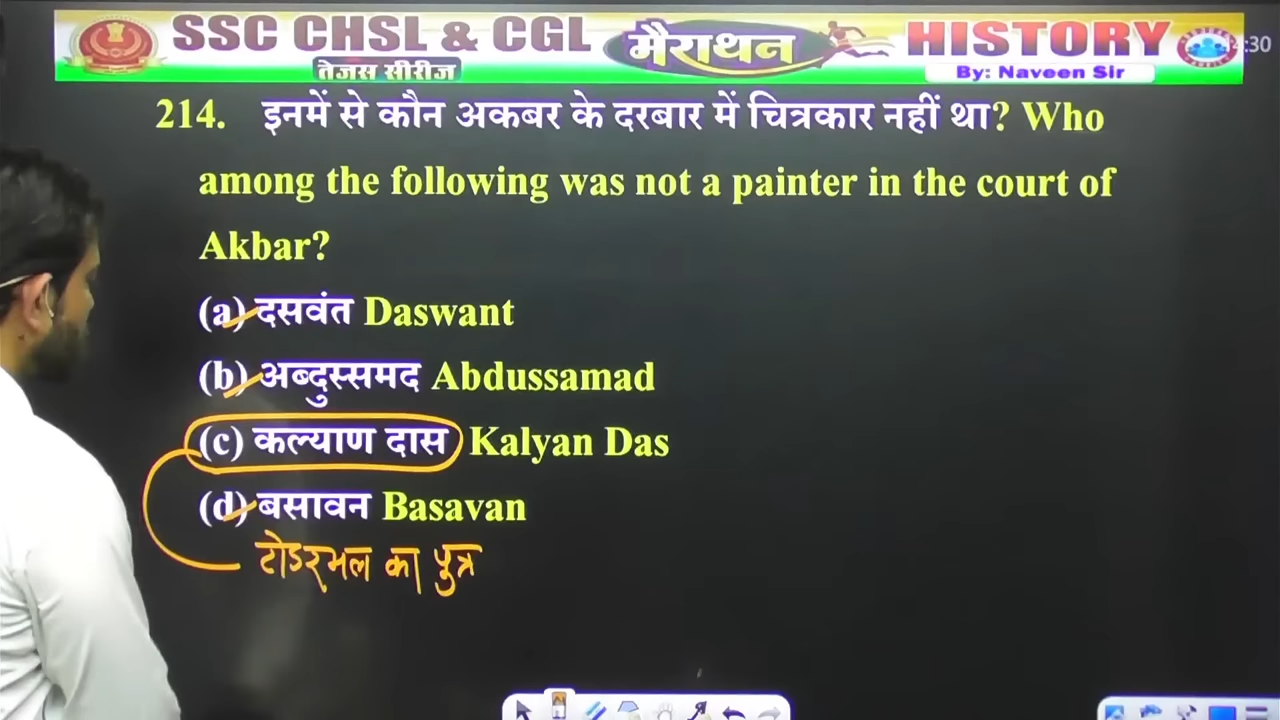 SSC CHSL & CGL मैराथन HISTORY
तेजस सीरीज By: Naveen Sir
:30
214. इनमें से कौन अकबर के दरबार में चित्रकार नहीं था? Who
among the following was not a painter in the court of
Akbar?
(a) दसवंत Daswant
(b) अब्दुस्समद Abdussamad
(c) कल्याण दास Kalyan Das
(d) बसावन Basavan
टोडरमल का पुत्र